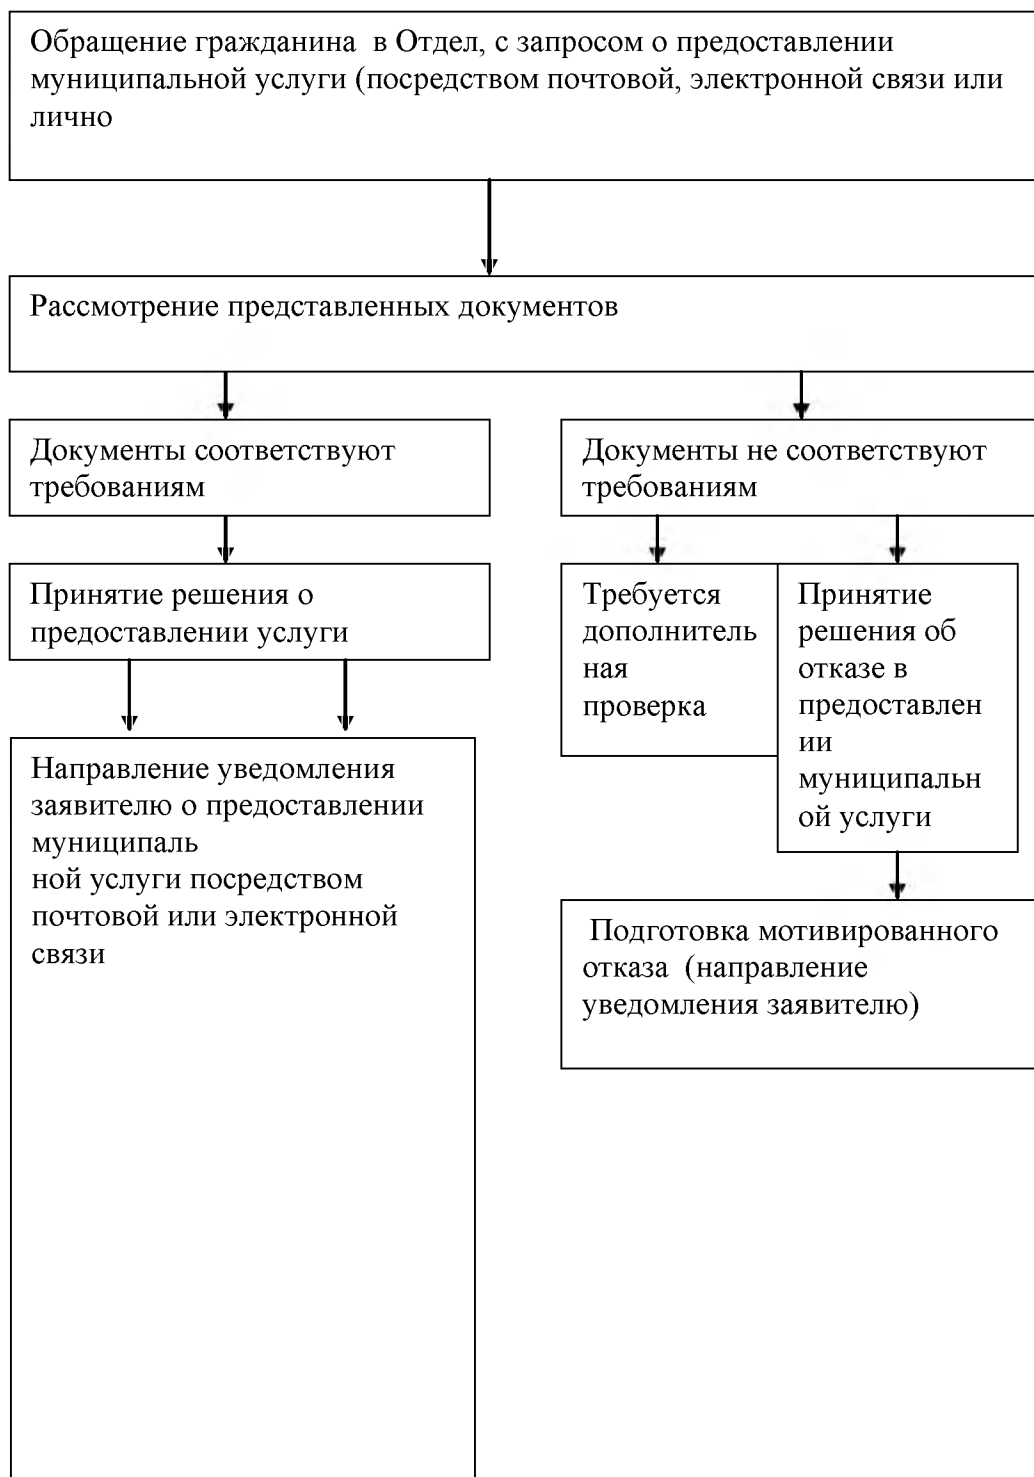 Обращение гражданина  в Отдел, с запросом о предоставлении
муниципальной услуги (посредством почтовой, электронной связи или
лично
Рассмотрение представленных документов
Документы соответствуют
требованиям
Документы не соответствуют
требованиям
Принятие решения о
предоставлении услуги
Требуется
дополнитель
ная
проверка
Принятие
решения об
отказе в
предоставлен
ии
муниципальн
ой услуги
Направление уведомления
заявителю о предоставлении
муниципаль
ной услуги посредством
почтовой или электронной
связи
Подготовка мотивированного
отказа  (направление
уведомления заявителю)